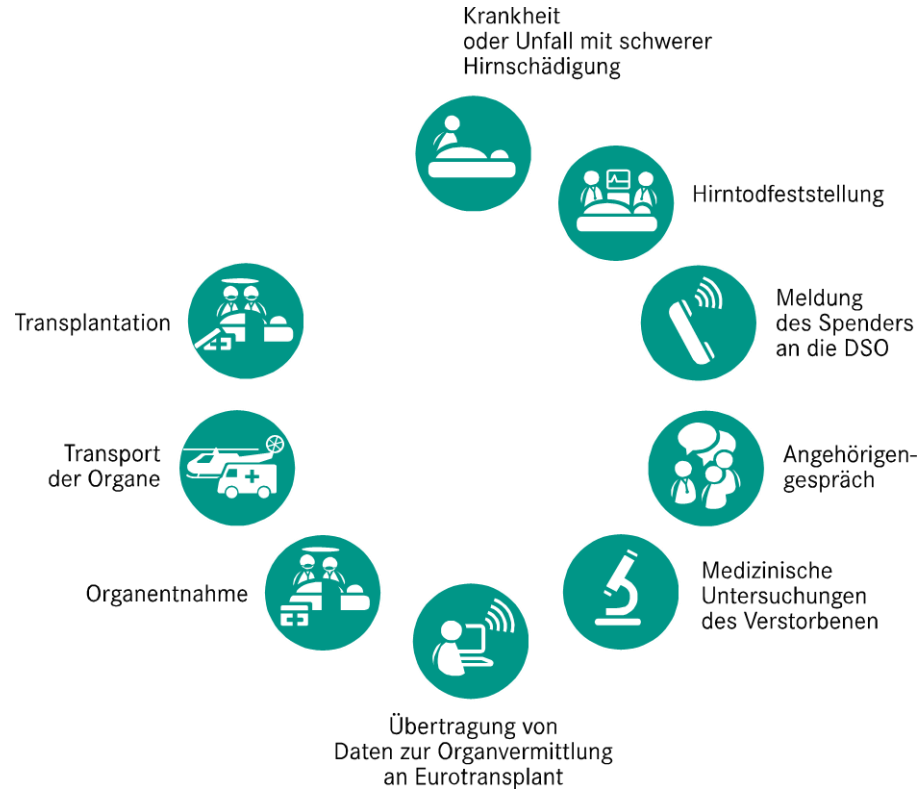 Krankheit
oder Unfall mit schwerer
Hirnschädigung
Hirntodfeststellung
Meldung
des Spenders
an die DSO
Angehörigen-
gespräch
Medizinische
Untersuchungen
des Verstorbenen
Übertragung von
Daten zur Organvermittlung
an Eurotransplant
Organentnahme
Transport
der Organe
Transplantation